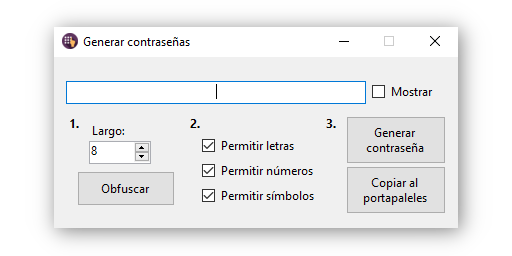 Generar contraseñas
Mostrar
1.
Largo:
8
Obfuscar
2.
Permitir letras
Permitir números
Permitir símbolos
3.
Generar
contraseña
Copiar al
portapaleles